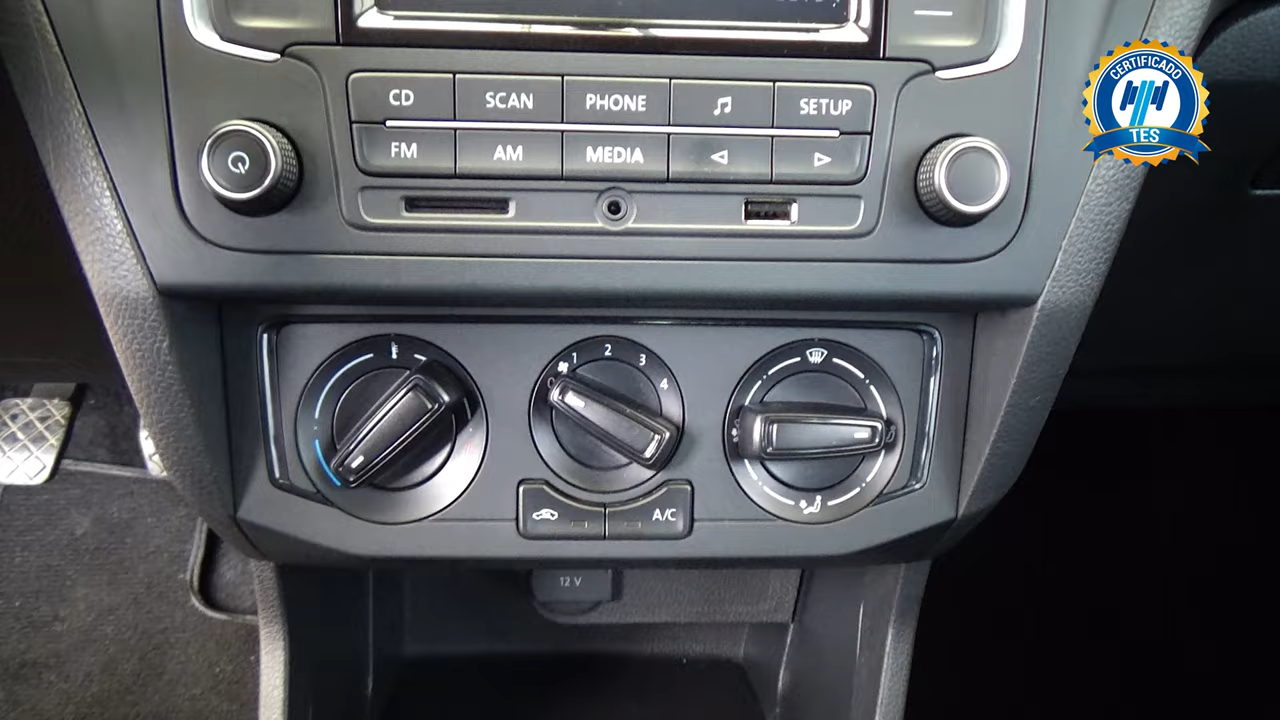 CD SCAN PHONE SETUP
FM AM MEDIA
1 2 3 4
0
A/C
12 V
CERTIFICADO
TES